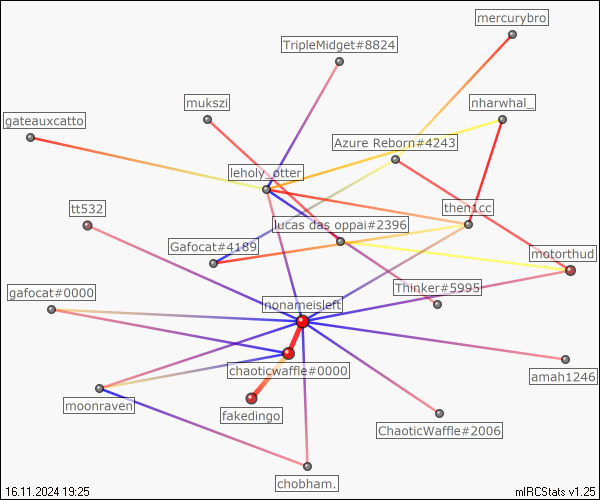 mercurybro
TripleMidget#8824
mukszi
nharwhal_
gateauxcatto
Azure Reborn#4243
leholy_otter
tt532
then1cc
lucas das oppai#2396
Gafocat#4189
motorthud
Thinker#5995
gafocat#0000
nonameisleft
chaoticwaffle#0000
amah1246
moonraven
fakedingo
ChaoticWaffle#2006
chobham.
16.11.2024 19:25
mIRCStats v1.25